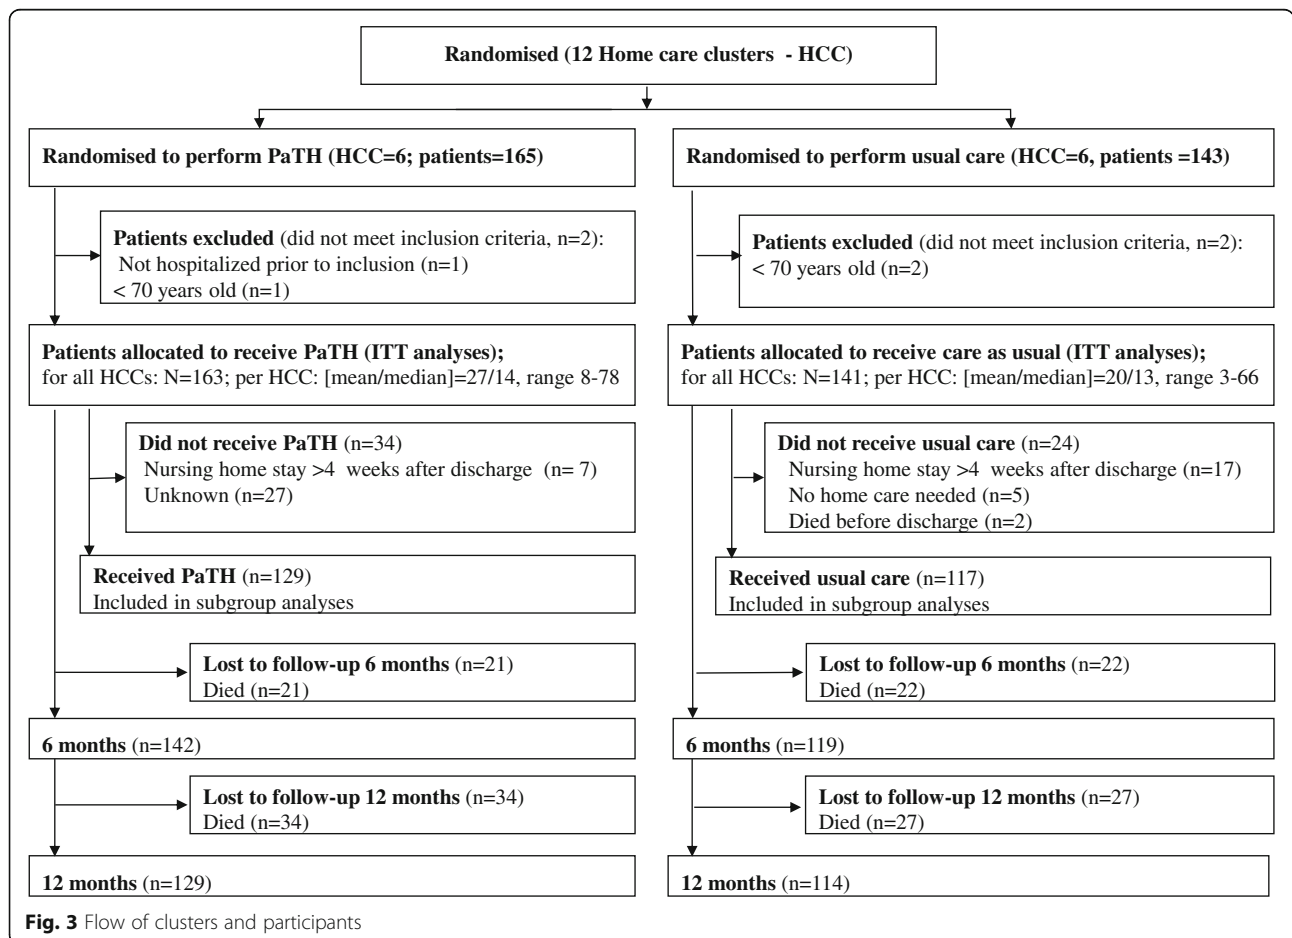 Randomised (12 Home care clusters - HCC)
Randomised to perform PaTH (HCC=6; patients=165)
Patients excluded (did not meet inclusion criteria, n=2):
Not hospitalized prior to inclusion (n=1)
< 70 years old (n=1)
Patients allocated to receive PaTH (ITT analyses);
for all HCCs: N=163; per HCC: [mean/median]=27/14, range 8-78
Did not receive PaTH (n=34)
Nursing home stay >4 weeks after discharge (n= 7)
Unknown (n=27)
Received PaTH (n=129)
Included in subgroup analyses
Lost to follow-up 6 months (n=21)
Died (n=21)
6 months (n=142)
Lost to follow-up 12 months (n=34)
Died (n=34)
12 months (n=129)
Randomised to perform usual care (HCC=6, patients =143)
Patients excluded (did not meet inclusion criteria, n=2):
< 70 years old (n=2)
Patients allocated to receive care as usual (ITT analyses);
for all HCCs: N=141; per HCC: [mean/median]=20/13, range 3-66
Did not receive usual care (n=24)
Nursing home stay >4 weeks after discharge (n=17)
No home care needed (n=5)
Died before discharge (n=2)
Received usual care (n=117)
Included in subgroup analyses
Lost to follow-up 6 months (n=22)
Died (n=22)
6 months (n=119)
Lost to follow-up 12 months (n=27)
Died (n=27)
12 months (n=114)
Fig. 3 Flow of clusters and participants